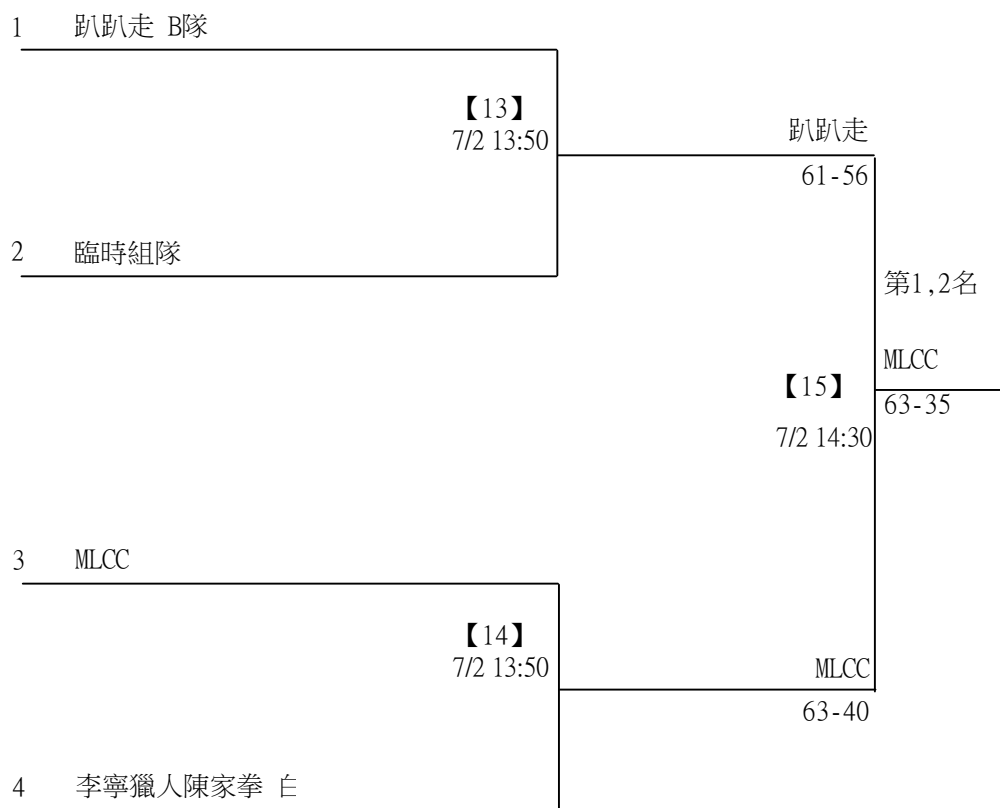 1 趴趴走 B隊
【13】
7/2 13:50
趴趴走
61-56
2 臨時組隊
第1,2名
MLCC
【15】
63-35
7/2 14:30
3 MLCC
【14】
7/2 13:50
MLCC
63-40
4 李寧獵人陳家拳